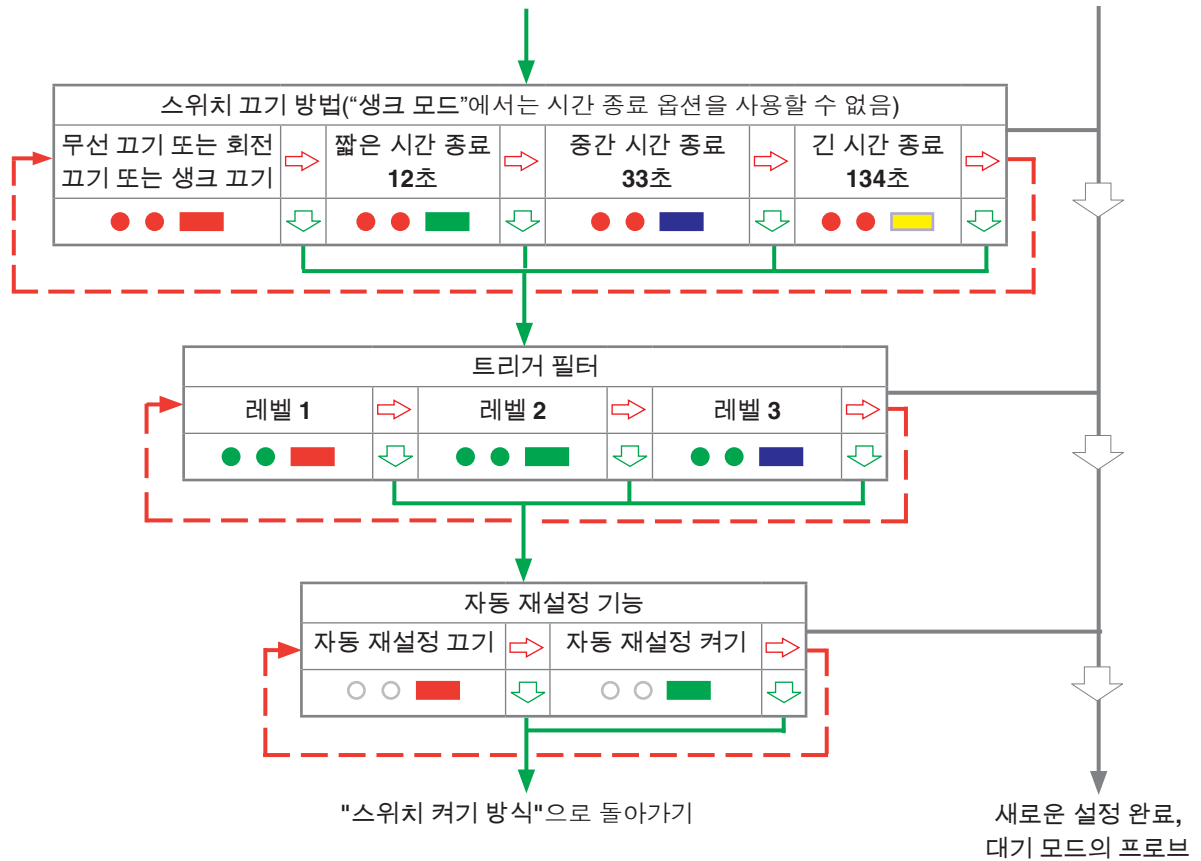 스위치 끄기 방법(“생크 모드”에서는 시간 종료 옵션을 사용할 수 없음)
무선 끄기 또는 회전
끄기 또는 생크 끄기
짧은 시간 종료
12초
중간 시간 종료
33초
긴 시간 종료
134초
트리거 필터
레벨 1
레벨 2
레벨 3
자동 재설정 기능
자동 재설정 끄기
자동 재설정 켜기
"스위치 켜기 방식"으로 돌아가기
새로운 설정 완료,
대기 모드의 프로브